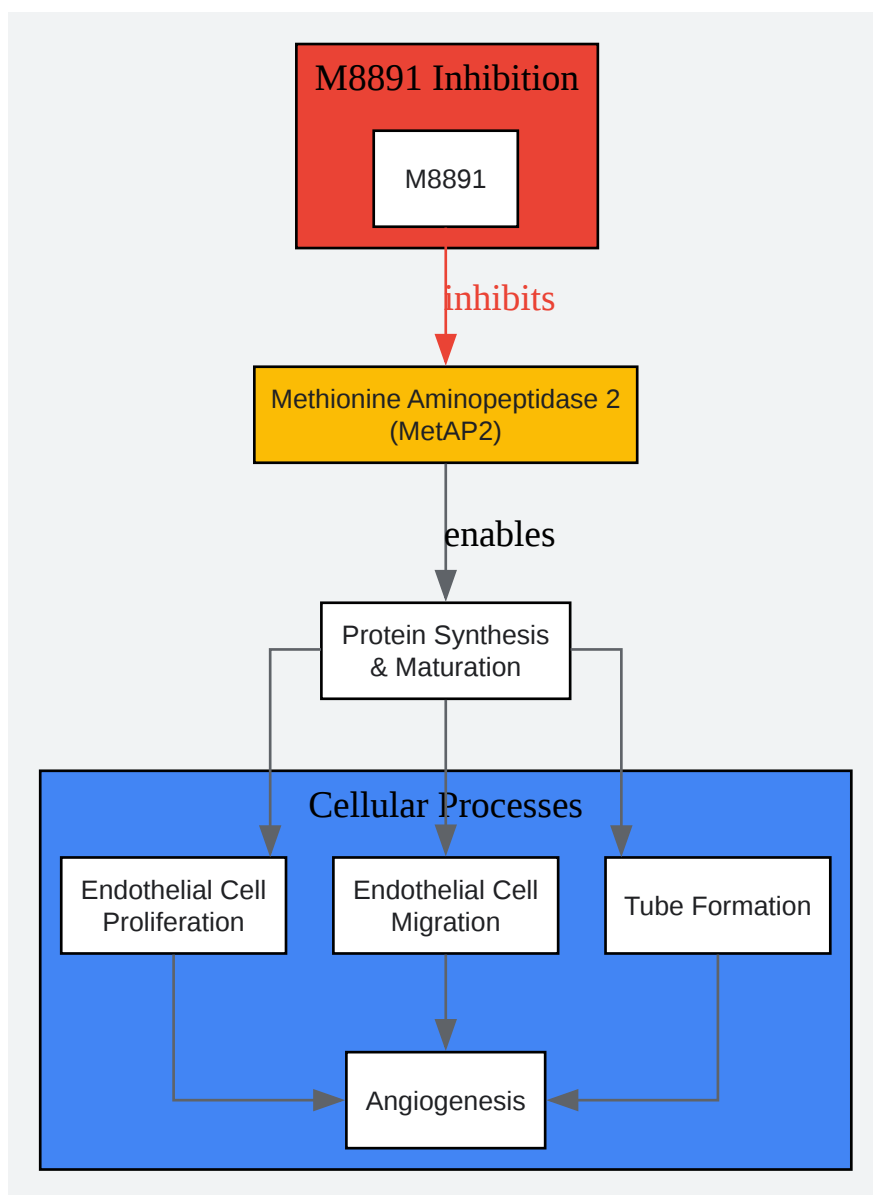 M8891 Inhibition
M8891
inhibits
Methionine Aminopeptidase 2
(MetAP2)
enables
Protein Synthesis
& Maturation
Cellular Processes
Endothelial Cell
Proliferation
Endothelial Cell
Migration
Tube Formation
Angiogenesis